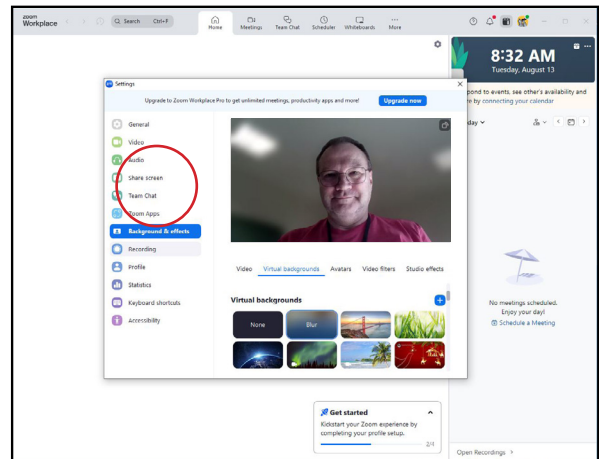 zoom
Workplace
Search Ctrl+F
Home
Meetings
Team Chat
Scheduler
Whiteboards
More
8:32 AM
Tuesday, August 13
pond to events, see other's availability and
re by connecting your calendar
day
Settings
Upgrade to Zoom Workplace Pro to get unlimited meetings, productivity apps and more!
Upgrade now
General
Video
Audio
Share screen
Team Chat
Zoom Apps
Background & effects
Recording
Profile
Statistics
Keyboard shortcuts
Accessibility
Video Virtual backgrounds Avatars Video filters Studio effects
Virtual backgrounds
None
Blur
No meetings scheduled.
Enjoy your day!
Schedule a Meeting
Get started
Kickstart your Zoom experience by
completing your profile setup.
2/4
Open Recordings